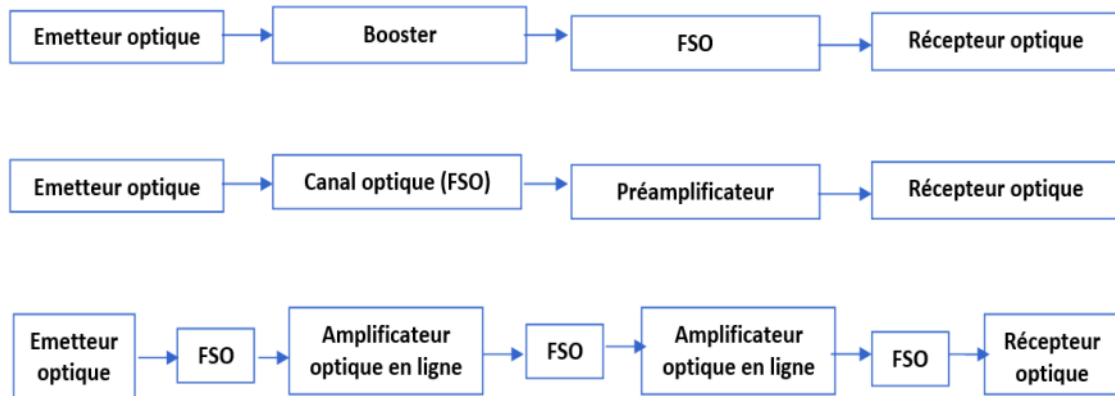 Emetteur optique
Booster
FSO
Récepteur optique
Emetteur optique
Canal optique (FSO)
Préamplificateur
Récepteur optique
Emetteur
optique
FSO
Amplificateur
optique en ligne
FSO
Amplificateur
optique en ligne
FSO
Récepteur
optique